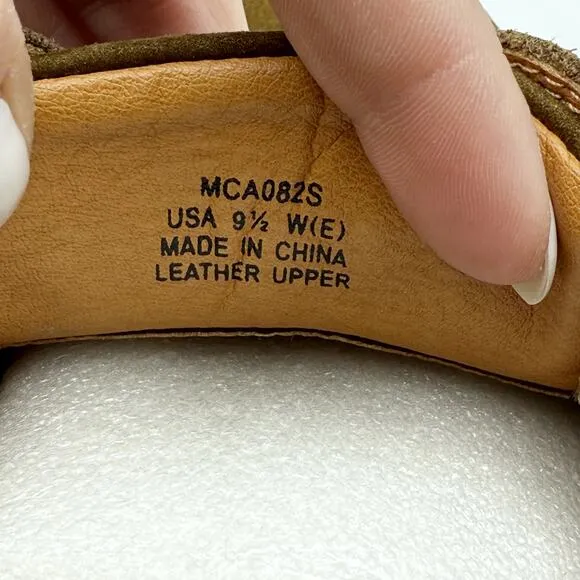 MCA082S
USA 9½ W(E)
MADE IN CHINA
LEATHER UPPER